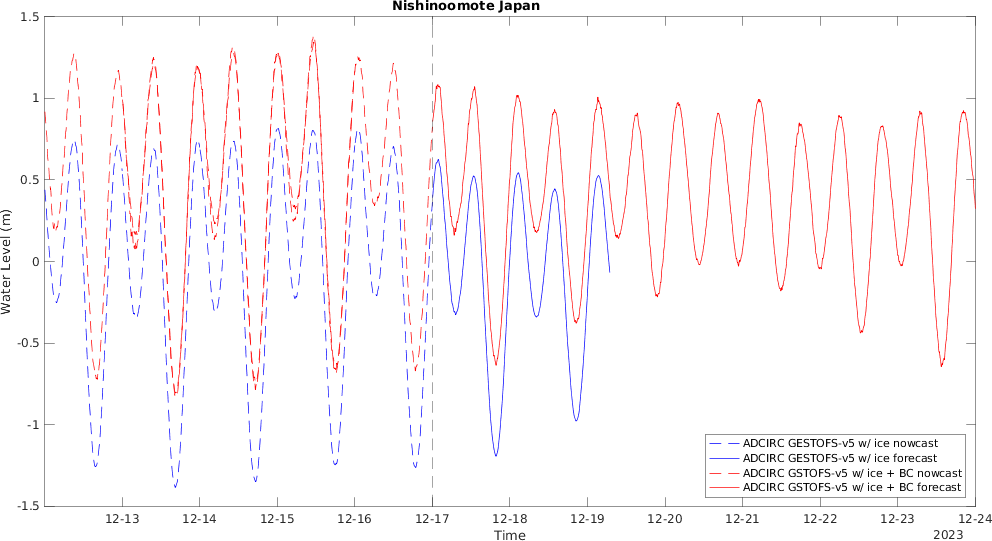 Nishinoomote Japan
1.5
1
0.5
0
-0.5
-1
-1.5
Water Level (m)
ADCIRC GESTOFS-v5 w/ ice nowcast
ADCIRC GESTOFS-v5 w/ ice forecast
ADCIRC GSTOFS-v5 w/ ice + BC nowcast
ADCIRC GSTOFS-v5 w/ ice + BC forecast
12-13 12-14 12-15 12-16 12-17 12-18 12-19 12-20 12-21 12-22 12-23 12-24
Time
2023